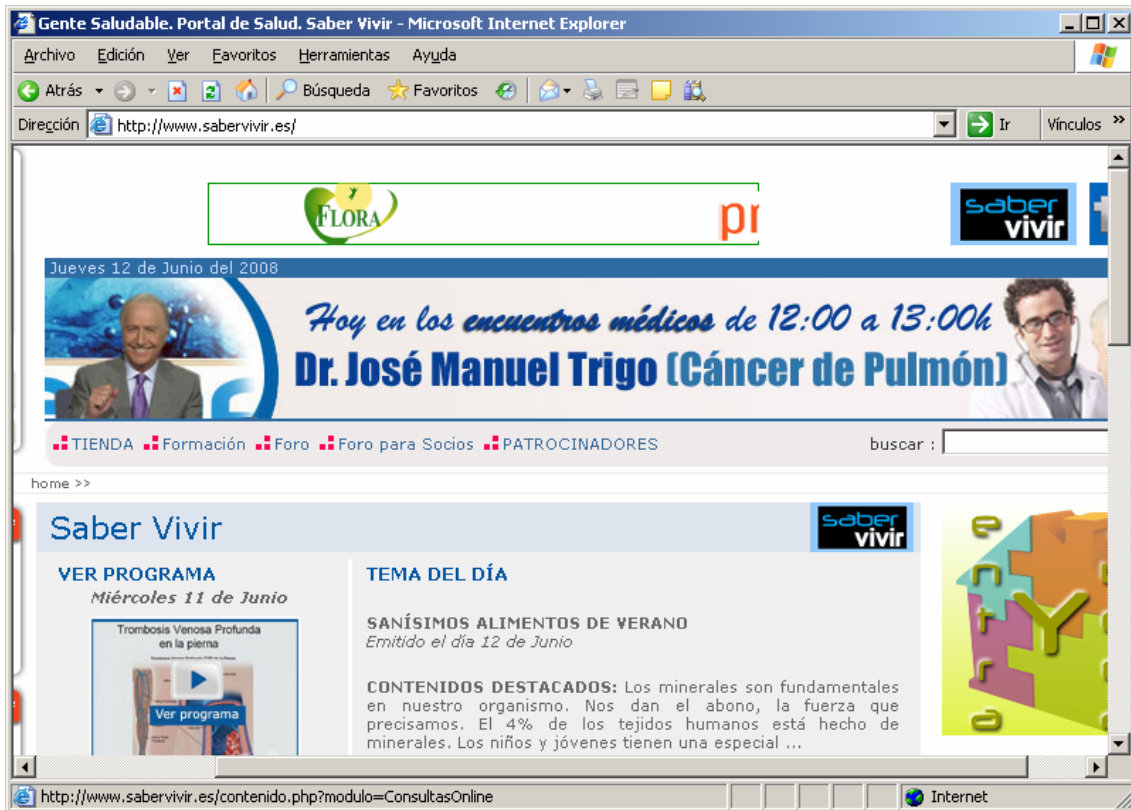 Gente Saludable. Portal de Salud. Saber Vivir - Microsoft Internet Explorer
Archivo Edición Ver Favoritos Herramientas Ayuda
Atrás Búsqueda Favoritos
Dirección http://www.sabervivir.es/ Ir Vínculos »
FLORA
pr
saber
vivir
Jueves 12 de Junio del 2008
Hoy en los encuentros médicos de 12:00 a 13:00h
Dr. José Manuel Trigo (Cáncer de Pulmón)
TIENDA Formación Foro Foro para Socios PATROCINADORES buscar :
home >>
Saber Vivir
saber
vivir
VER PROGRAMA
Miércoles 11 de Junio
Trombosis Venosa Profunda
en la pierna
Ver programa
TEMA DEL DÍA
SANÍSIMOS ALIMENTOS DE VERANO
Emitido el día 12 de Junio
CONTENIDOS DESTACADOS: Los minerales son fundamentales
en nuestro organismo. Nos dan el abono, la fuerza que
precisamos. El 4% de los tejidos humanos está hecho de
minerales. Los niños y jóvenes tienen una especial ...
entra
Y
http://www.sabervivir.es/contenido.php?modulo=ConsultasOnline Internet